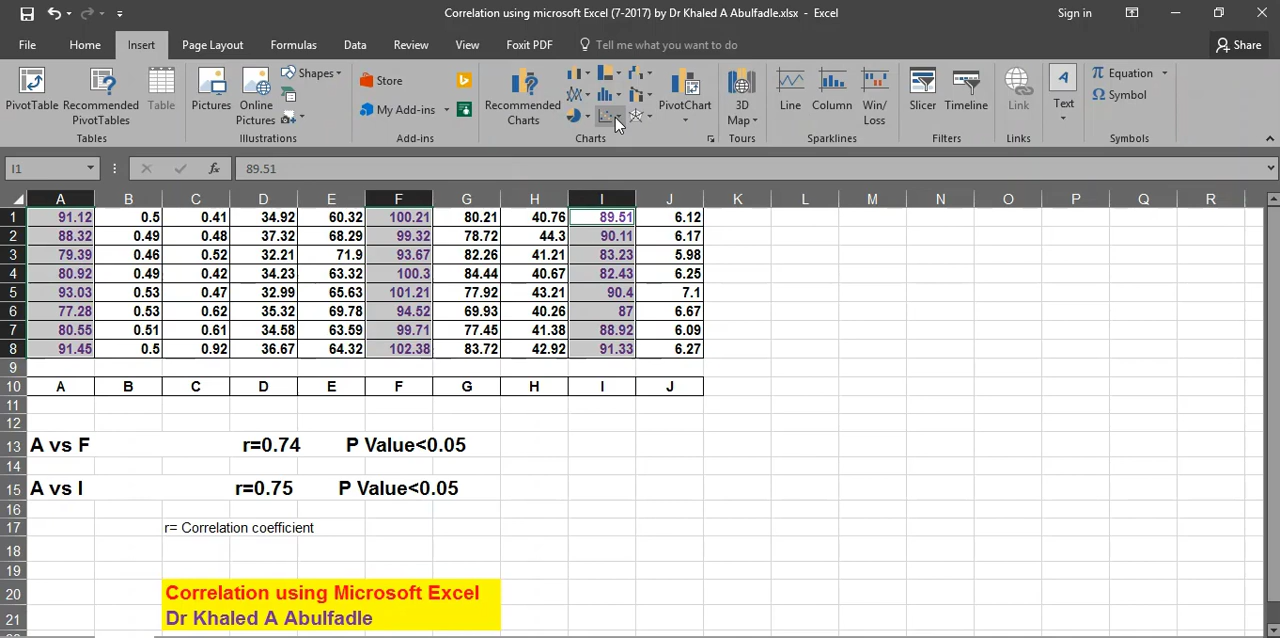 Correlation using microsoft Excel (7-2017) by Dr Khaled A Abulfadle.xlsx - Excel
Sign in
File Home Insert Page Layout Formulas Data Review View Foxit PDF Tell me what you want to do Share
PivotTable Recommended PivotTables Table
Pictures Online Pictures Shapes
Store
My Add-ins
Recommended Charts
PivotChart
3D Map
Line Column Win/Loss
Slicer Timeline
Link
Text
Equation
Symbol
Tables Illustrations Add-ins Charts Tours Sparklines Filters Links Symbols
I1 fx 89.51
A B C D E F G H I J K L M N O P Q R
1 91.12 0.5 0.41 34.92 60.32 100.21 80.21 40.76 89.51 6.12
2 88.32 0.49 0.48 37.32 68.29 99.32 78.72 44.3 90.11 6.17
3 79.39 0.46 0.52 32.21 71.9 93.67 82.26 41.21 83.23 5.98
4 80.92 0.49 0.42 34.23 63.32 100.3 84.44 40.67 82.43 6.25
5 93.03 0.53 0.47 32.99 65.63 101.21 77.92 43.21 90.4 7.1
6 77.28 0.53 0.62 35.32 69.78 94.52 69.93 40.26 87 6.67
7 80.55 0.51 0.61 34.58 63.59 99.71 77.45 41.38 88.92 6.09
8 91.45 0.5 0.92 36.67 64.32 102.38 83.72 42.92 91.33 6.27
9
10 A B C D E F G H I J
11
12
13 A vs F r=0.74 P Value<0.05
14
15 A vs I r=0.75 P Value<0.05
16
17 r= Correlation coefficient
18
19
20 Correlation using Microsoft Excel
21 Dr Khaled A Abulfadle